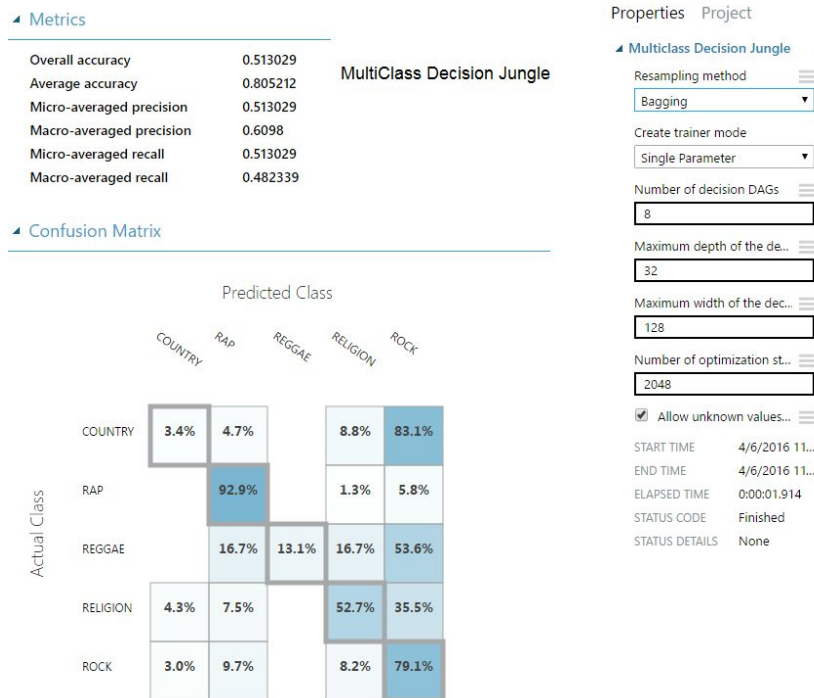 Metrics
Overall accuracy 0.513029
Average accuracy 0.805212
Micro-averaged precision 0.513029
Macro-averaged precision 0.6098
Micro-averaged recall 0.513029
Macro-averaged recall 0.482339
MultiClass Decision Jungle
Confusion Matrix
Predicted Class
COUNTRY RAP REGGAE RELIGION ROCK
Actual Class
COUNTRY 3.4% 4.7% 8.8% 83.1%
RAP 92.9% 1.3% 5.8%
REGGAE 16.7% 13.1% 16.7% 53.6%
RELIGION 4.3% 7.5% 52.7% 35.5%
ROCK 3.0% 9.7% 8.2% 79.1%
Properties Project
Multiclass Decision Jungle
Resampling method
Bagging
Create trainer mode
Single Parameter
Number of decision DAGs
8
Maximum depth of the de...
32
Maximum width of the dec...
128
Number of optimization st...
2048
Allow unknown values...
START TIME 4/6/2016 11...
END TIME 4/6/2016 11...
ELAPSED TIME 0:00:01.914
STATUS CODE Finished
STATUS DETAILS None